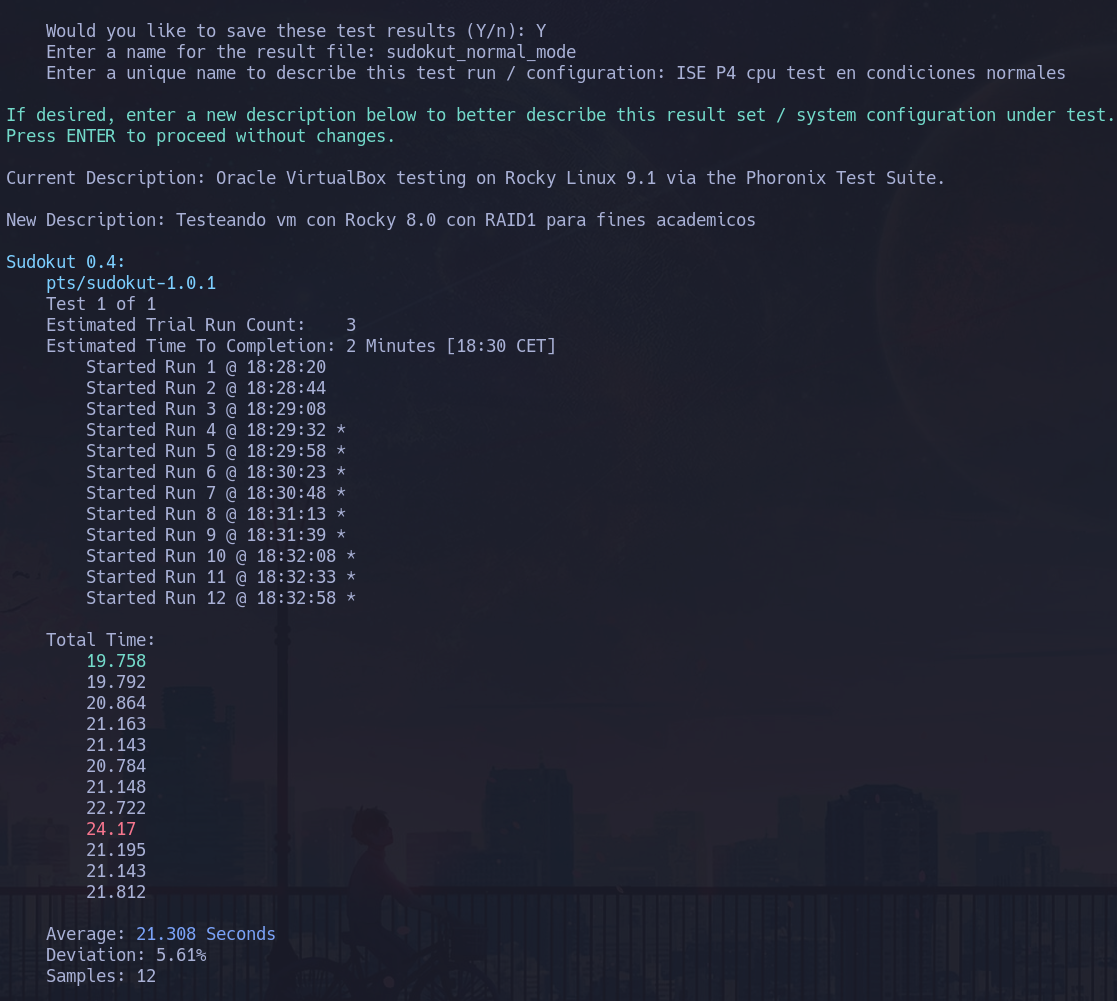 Would you like to save these test results (Y/n): Y
Enter a name for the result file: sudokut_normal_mode
Enter a unique name to describe this test run / configuration: ISE P4 cpu test en condiciones normales
If desired, enter a new description below to better describe this result set / system configuration under test.
Press ENTER to proceed without changes.
Current Description: Oracle VirtualBox testing on Rocky Linux 9.1 via the Phoronix Test Suite.
New Description: Testeando vm con Rocky 8.0 con RAID1 para fines academicos
Sudokut 0.4:
pts/sudokut-1.0.1
Test 1 of 1
Estimated Trial Run Count:    3
Estimated Time To Completion: 2 Minutes [18:30 CET]
Started Run 1 @ 18:28:20
Started Run 2 @ 18:28:44
Started Run 3 @ 18:29:08
Started Run 4 @ 18:29:32 *
Started Run 5 @ 18:29:58 *
Started Run 6 @ 18:30:23 *
Started Run 7 @ 18:30:48 *
Started Run 8 @ 18:31:13 *
Started Run 9 @ 18:31:39 *
Started Run 10 @ 18:32:08 *
Started Run 11 @ 18:32:33 *
Started Run 12 @ 18:32:58 *
Total Time:
19.758
19.792
20.864
21.163
21.143
20.784
21.148
22.722
24.17
21.195
21.143
21.812
Average: 21.308 Seconds
Deviation: 5.61%
Samples: 12